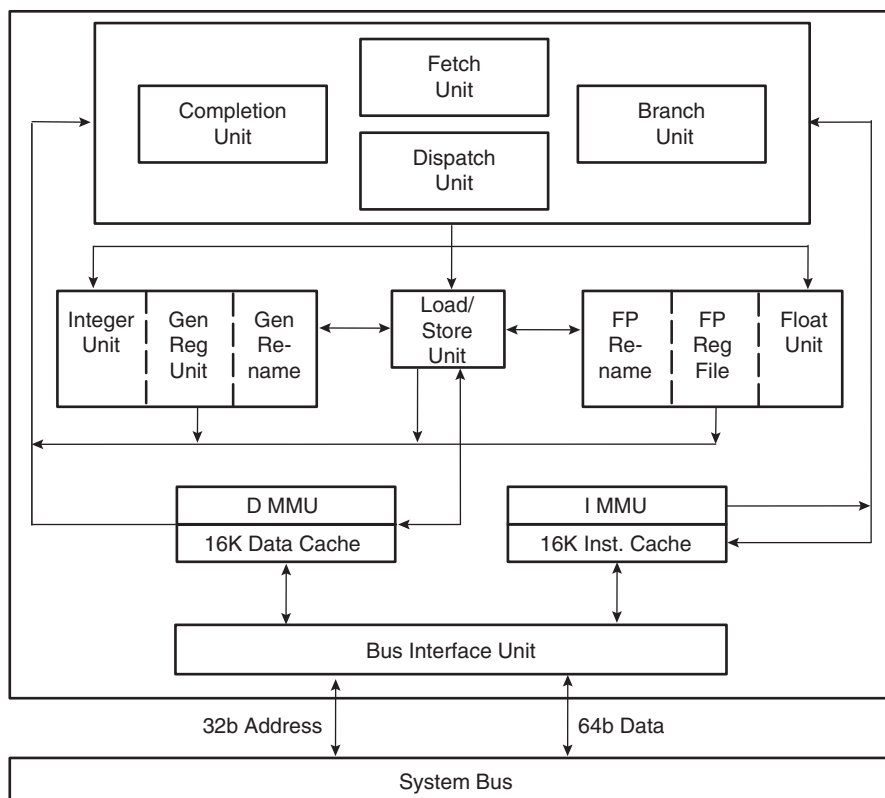 Fetch
Unit
Completion
Unit
Branch
Unit
Dispatch
Unit
Integer
Unit
Gen
Reg
Unit
Gen
Re-
name
Load/
Store
Unit
FP
Re-
name
FP
Reg
File
Float
Unit
D MMU
16K Data Cache
I MMU
16K Inst. Cache
Bus Interface Unit
32b Address
64b Data
System Bus